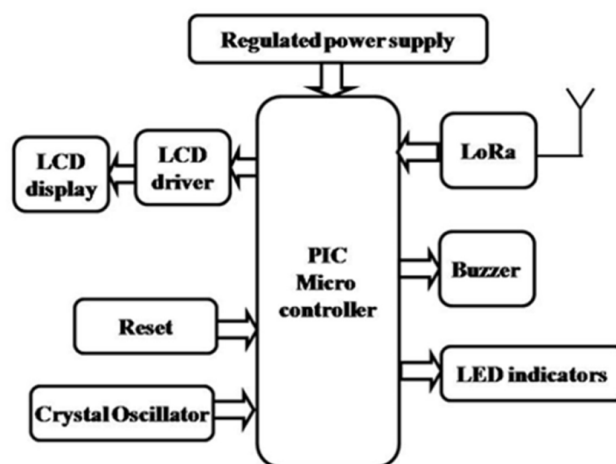 Regulated power supply
LCD
display
LCD
driver
LoRa
PIC
Micro
controller
Buzzer
Reset
LED indicators
Crystal Oscillator